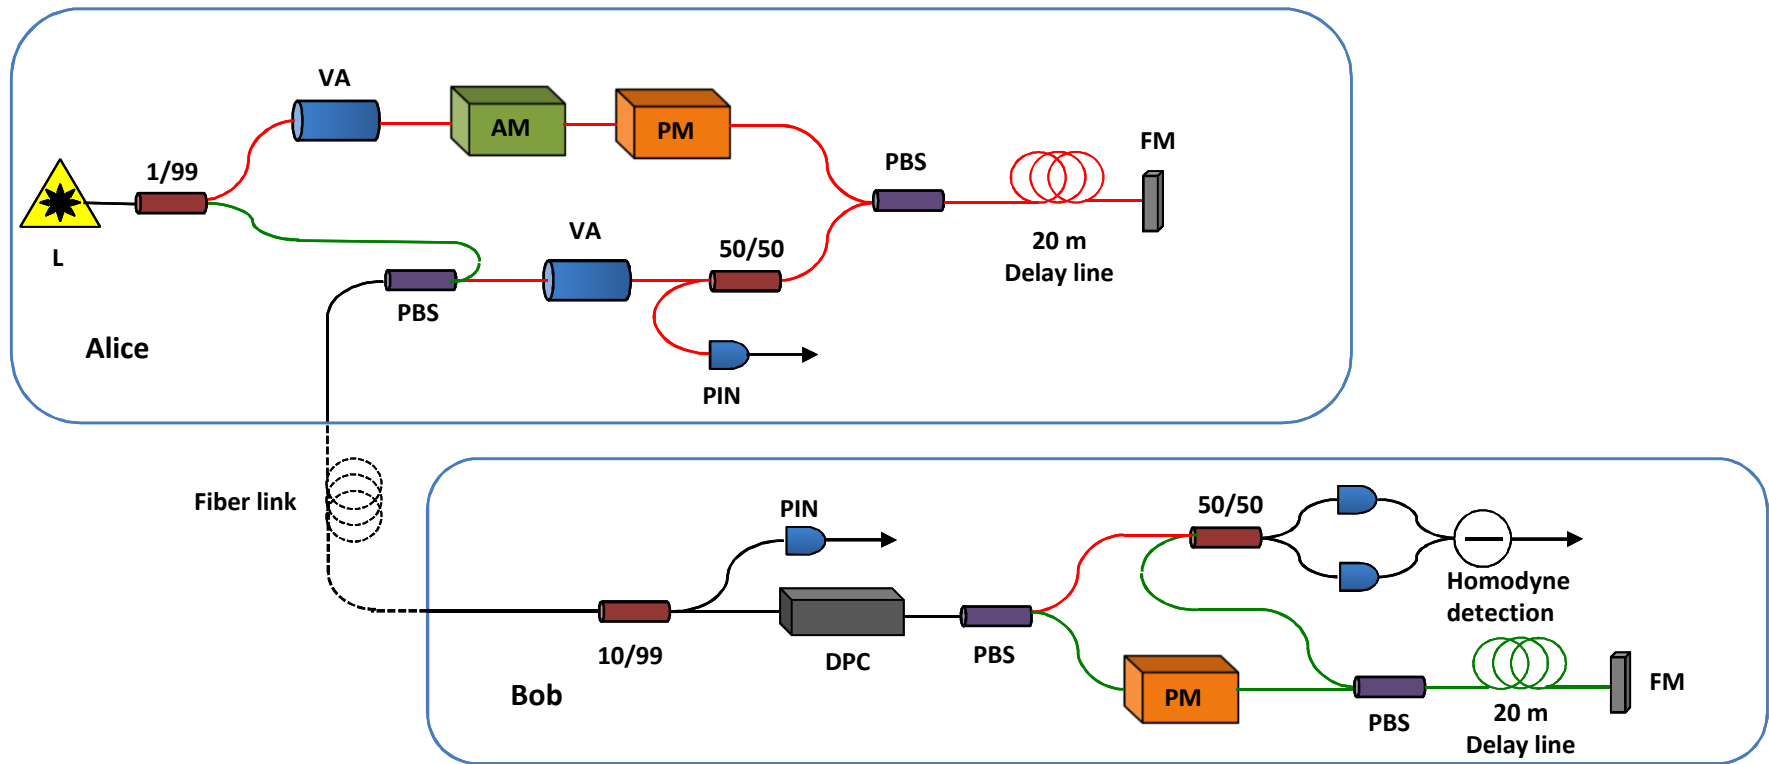 VA
AM
PM
1/99
L
PBS
FM
20 m
Delay line
VA
50/50
PBS
PIN
Alice
Fiber link
PIN
50/50
Homodyne
detection
10/99
DPC
PBS
PM
PBS
20 m
Delay line
FM
Bob